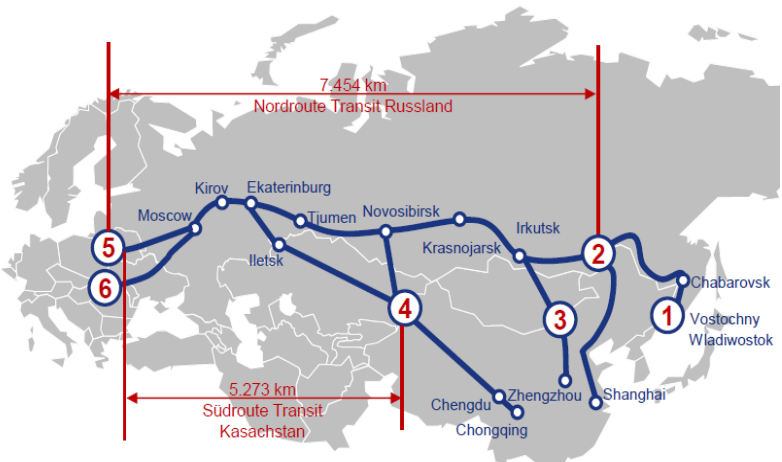 7.454 km
Nordroute Transit Russland
Kirov
Ekaterinburg
Moscow
Tjumen
Novosibirsk
Irkutsk
Krasnojarsk
Iletsk
5
6
4
3
2
1
Chabarovsk
Vostochny
Wladiwostok
5.273 km
Südroute Transit
Kasachstan
Chengdu
Zhengzhou
Shanghai
Chongqing